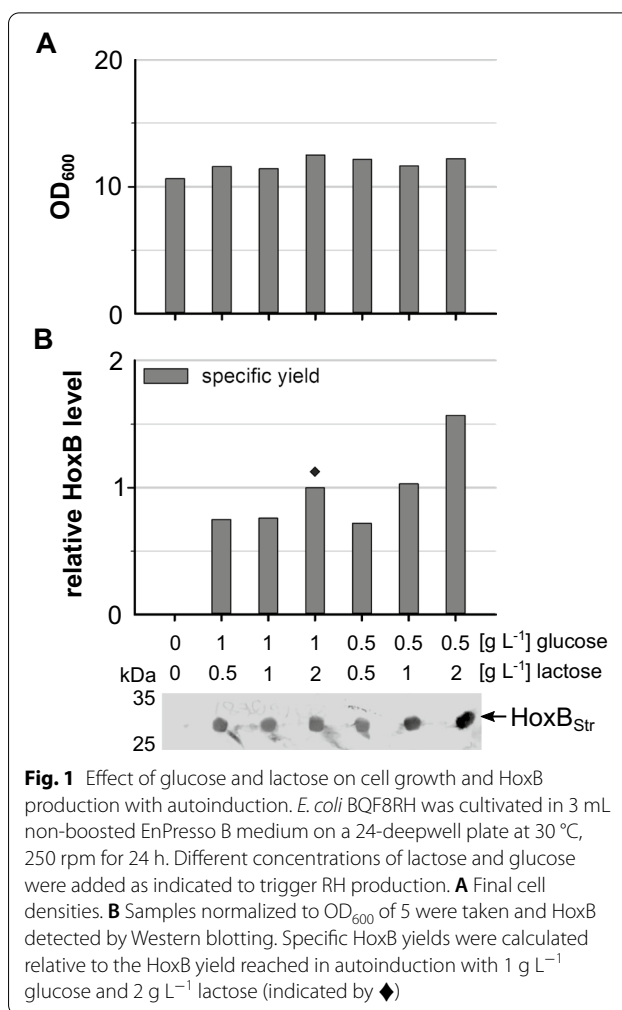 A
20
10
0
OD600
B
2
1
0
relative HoxB level
specific yield
◆
0 1 1 1 0.5 0.5 0.5 [g L-1] glucose
kDa 0 0.5 1 2 0.5 1 2 [g L-1] lactose
35
25
HoxBStr
Fig. 1 Effect of glucose and lactose on cell growth and HoxB
production with autoinduction. E. coli BQF8RH was cultivated in 3 mL
non-boosted EnPresso B medium on a 24-deepwell plate at 30 °C,
250 rpm for 24 h. Different concentrations of lactose and glucose
were added as indicated to trigger RH production. A Final cell
densities. B Samples normalized to OD600 of 5 were taken and HoxB
detected by Western blotting. Specific HoxB yields were calculated
relative to the HoxB yield reached in autoinduction with 1 g L−1
glucose and 2 g L−1 lactose (indicated by ◆)